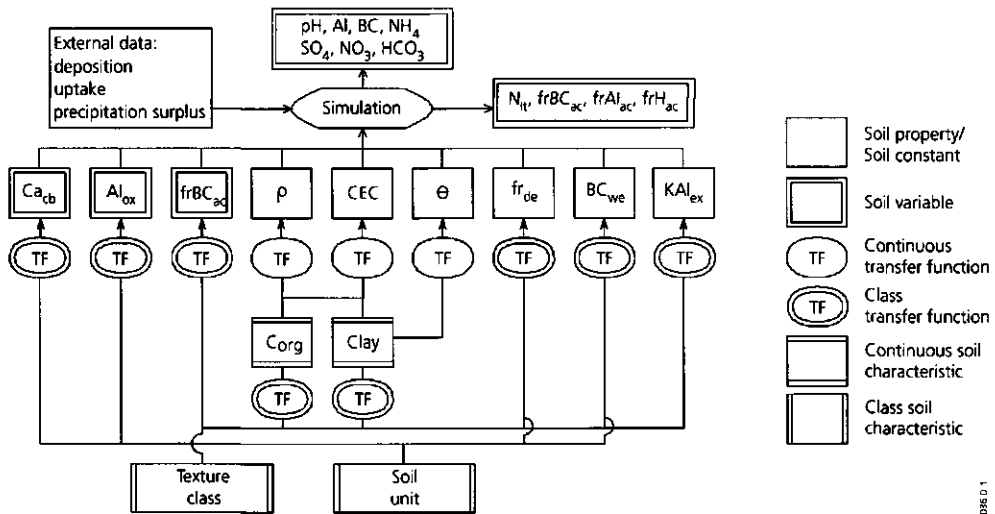 pH, Al, BC, NH4
SO4, NO3, HCO3
External data:
deposition
uptake
precipitation surplus
Simulation
Nit, frBCac, frAlac, frHac
Cacb
Alox
frBCac
ρ
CEC
Θ
frde
BCwe
KAlex
TF
TF
TF
TF
TF
TF
TF
TF
TF
Corg
Clay
TF
TF
Texture
class
Soil
unit
Soil property/
Soil constant
Soil variable
TF
Continuous
transfer function
TF
Class
transfer function
Continuous soil
characteristic
Class soil
characteristic